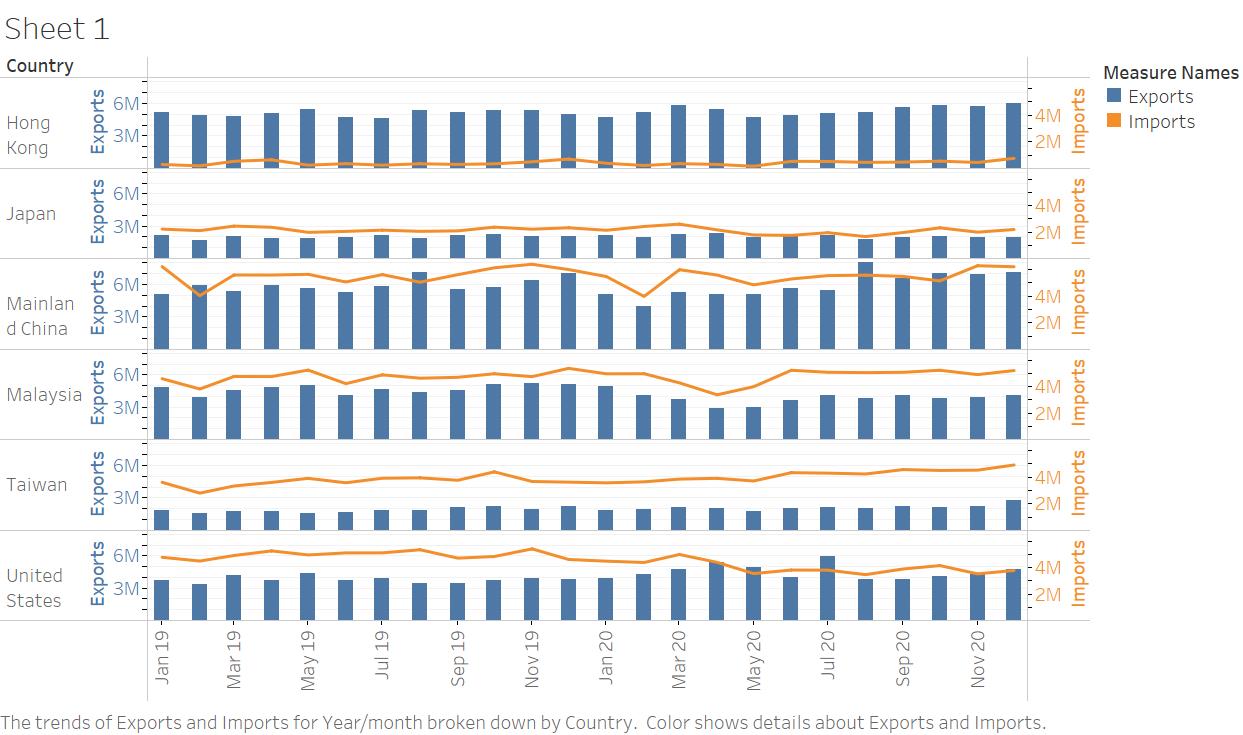 Sheet 1
Country
Measure Names
Exports
Imports
Hong
Kong
Exports
6M
3M
4M
2M
Imports
Japan
Exports
6M
3M
4M
2M
Imports
Mainlan
d China
Exports
6M
3M
4M
2M
Imports
Malaysia
Exports
6M
3M
4M
2M
Imports
Taiwan
Exports
6M
3M
4M
2M
Imports
United
States
Exports
6M
3M
4M
2M
Imports
Jan 19
Mar 19
May 19
Jul 19
Sep 19
Nov 19
Jan 20
Mar 20
May 20
Jul 20
Sep 20
Nov 20
The trends of Exports and Imports for Year/month broken down by Country.  Color shows details about Exports and Imports.